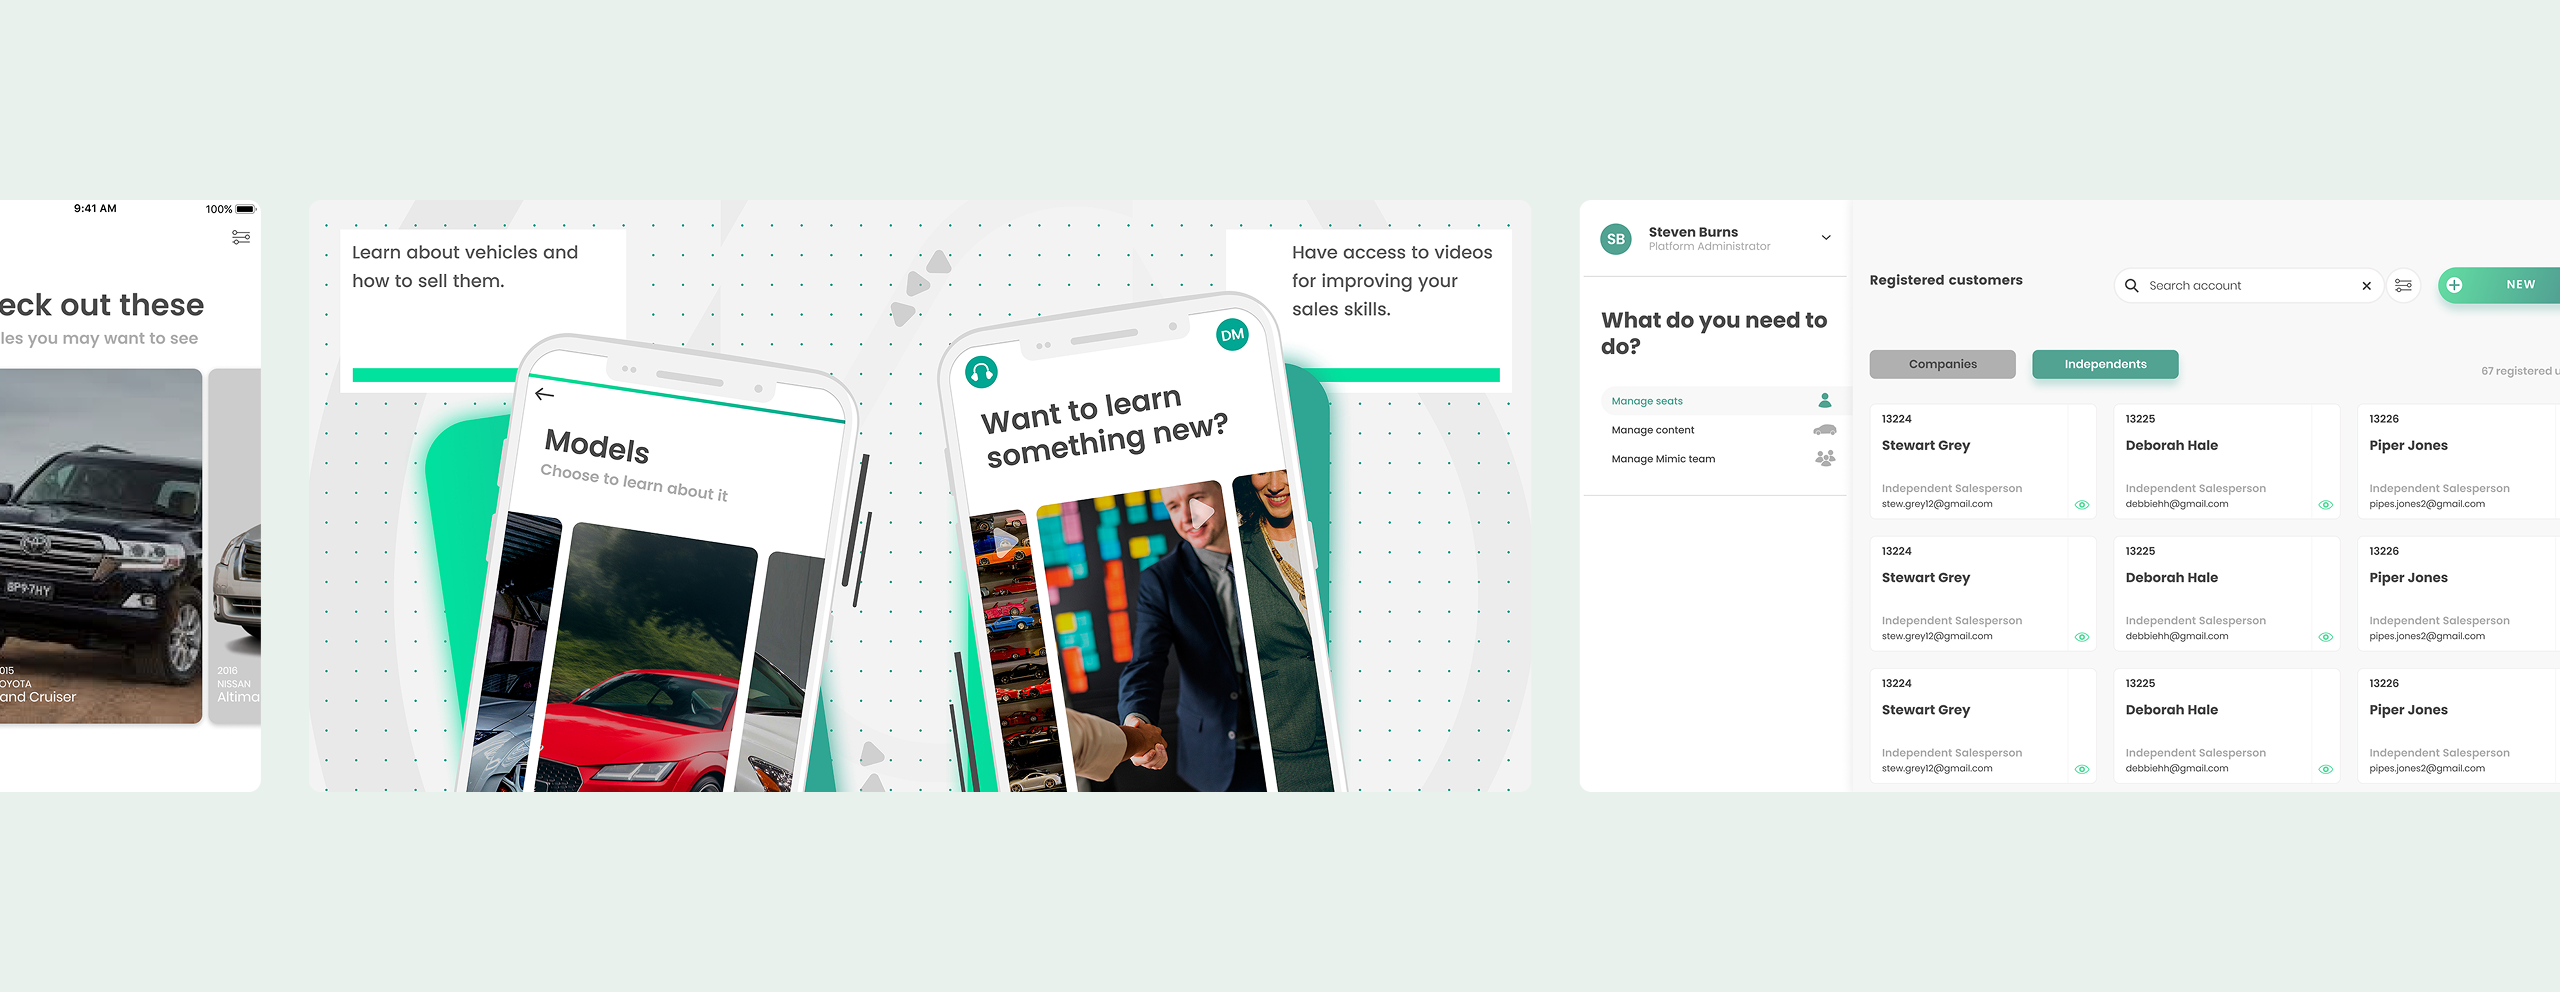 9:41 AM
100%
eck out these
les you may want to see
015
OYOTA
and Cruiser
2016
NISSAN
Altima
Learn about vehicles and
how to sell them.
Models
Choose to learn about it
Have access to videos
for improving your
sales skills.
DM
Want to learn
something new?
SB
Steven Burns
Platform Administrator
What do you need to
do?
Manage seats
Manage content
Manage Mimic team
Registered customers
Search account
NEW
Companies
Independents
67 registered u
13224
Stewart Grey
Independent Salesperson
stew.grey12@gmail.com
13225
Deborah Hale
Independent Salesperson
debbiehh@gmail.com
13226
Piper Jones
Independent Salesperson
pipes.jones2@gmail.com
13224
Stewart Grey
Independent Salesperson
stew.grey12@gmail.com
13225
Deborah Hale
Independent Salesperson
debbiehh@gmail.com
13226
Piper Jones
Independent Salesperson
pipes.jones2@gmail.com
13224
Stewart Grey
Independent Salesperson
stew.grey12@gmail.com
13225
Deborah Hale
Independent Salesperson
debbiehh@gmail.com
13226
Piper Jones
Independent Salesperson
pipes.jones2@gmail.com